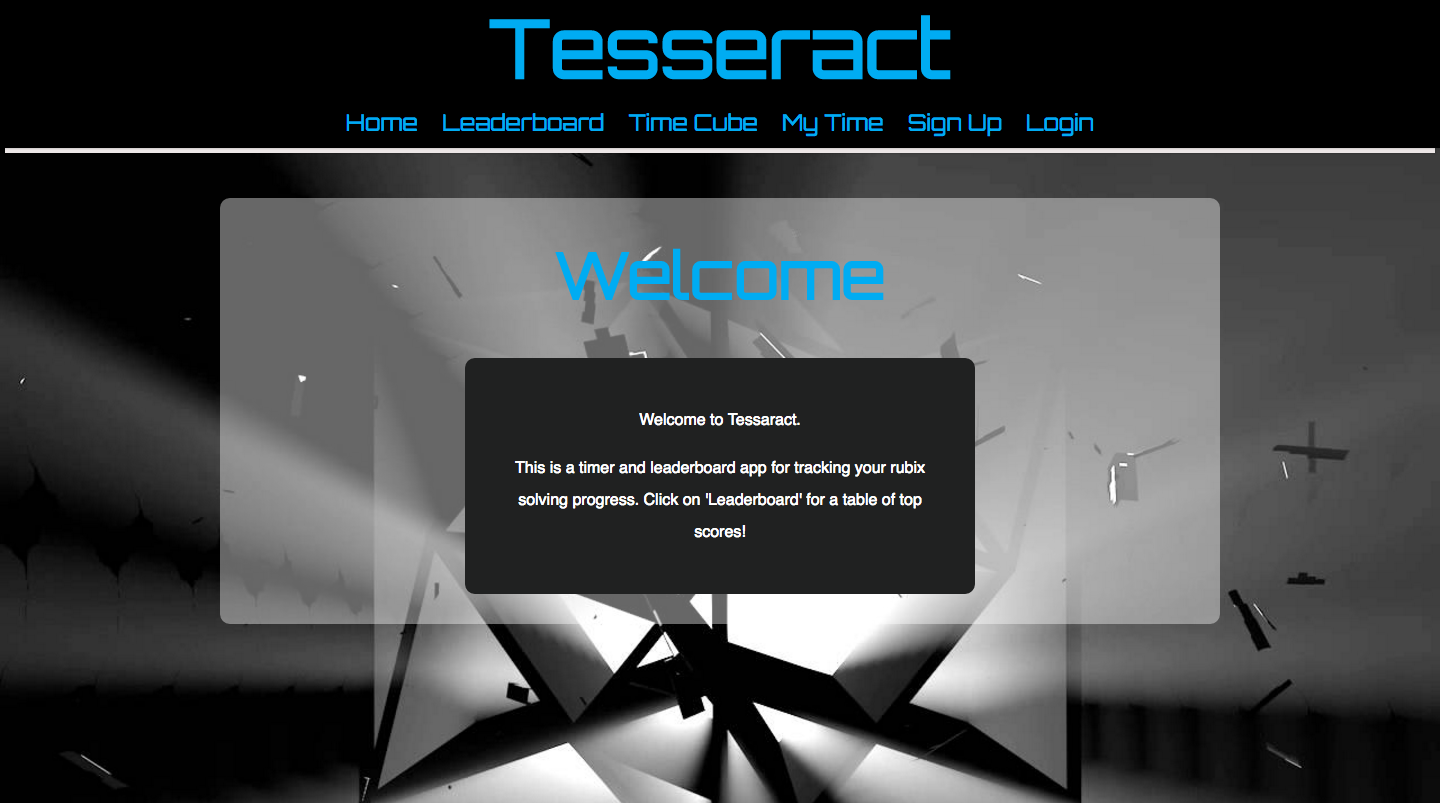 Tesseract
Home Leaderboard Time Cube My Time Sign Up Login
Welcome
Welcome to Tessaract.
This is a timer and leaderboard app for tracking your rubix
solving progress. Click on 'Leaderboard' for a table of top
scores!